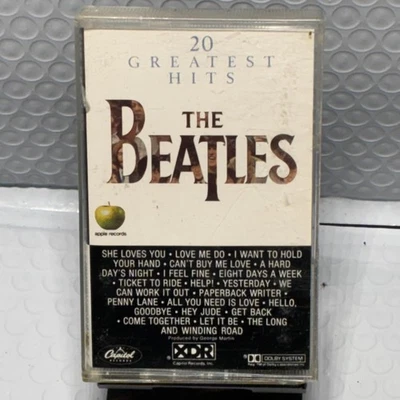 20
GREATEST
HITS
THE
BEATLES
apple records
SHE LOVES YOU • LOVE ME DO • I WANT TO HOLD
YOUR HAND • CAN'T BUY ME LOVE • A HARD
DAY'S NIGHT • I FEEL FINE • EIGHT DAYS A WEEK
TICKET TO RIDE • HELP! • YESTERDAY • WE
CAN WORK IT OUT • PAPERBACK WRITER •
PENNY LANE • ALL YOU NEED IS LOVE • HELLO,
GOODBYE • HEY JUDE • GET BACK
COME TOGETHER • LET IT BE • THE LONG
AND WINDING ROAD
Produced by George Martin
Capitol
XDR
Capitol Records, Inc.
DOLBY SYSTEM